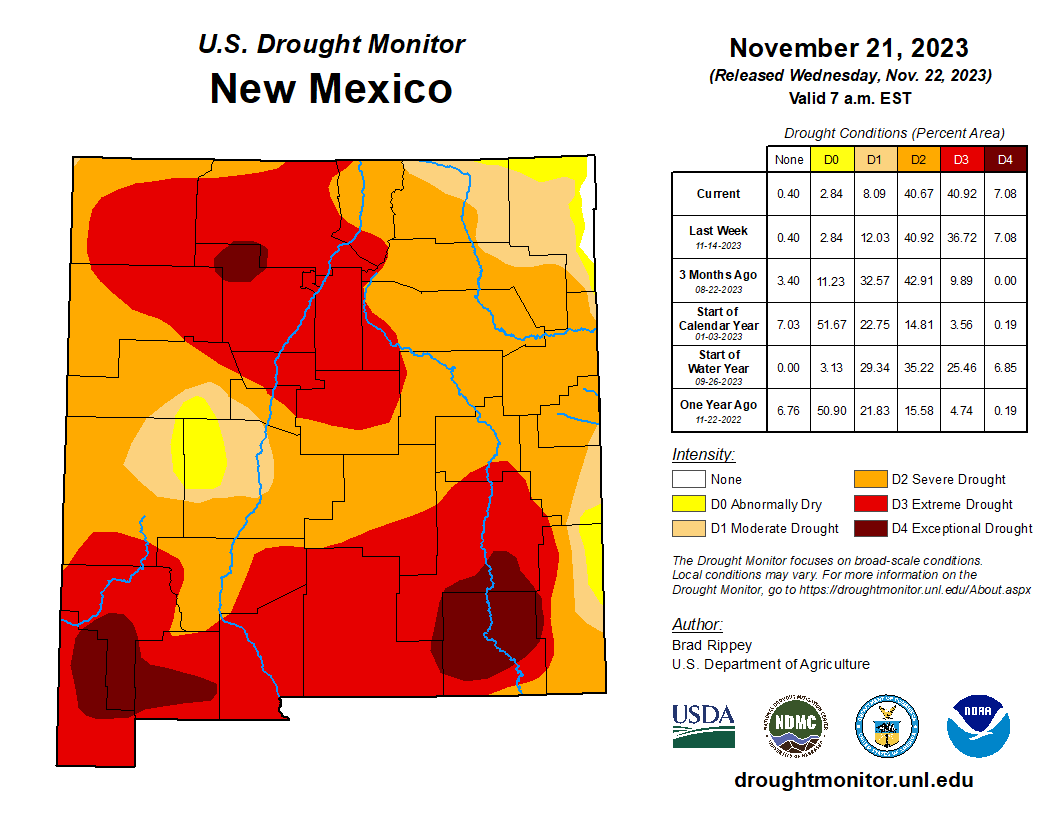 U.S. Drought Monitor
New Mexico
November 21, 2023
(Released Wednesday, Nov. 22, 2023)
Valid 7 a.m. EST
Drought Conditions (Percent Area)
None D0 D1 D2 D3 D4
Current 0.40 2.84 8.09 40.67 40.92 7.08
Last Week
11-14-2023 0.40 2.84 12.03 40.92 36.72 7.08
3 Months Ago
08-22-2023 3.40 11.23 32.57 42.91 9.89 0.00
Start of
Calendar Year
01-03-2023 7.03 51.67 22.75 14.81 3.56 0.19
Start of
Water Year
09-26-2023 0.00 3.13 29.34 35.22 25.46 6.85
One Year Ago
11-22-2022 6.76 50.90 21.83 15.58 4.74 0.19
Intensity:
None
D0 Abnormally Dry
D1 Moderate Drought
D2 Severe Drought
D3 Extreme Drought
D4 Exceptional Drought
The Drought Monitor focuses on broad-scale conditions.
Local conditions may vary. For more information on the
Drought Monitor, go to https://droughtmonitor.unl.edu/About.aspx
Author:
Brad Rippey
U.S. Department of Agriculture
USDA
NDMC
NOAA
droughtmonitor.unl.edu